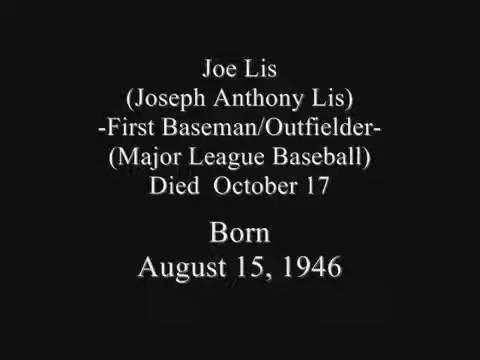 Joe Lis
(Joseph Anthony Lis)
-First Baseman/Outfielder-
(Major League Baseball)
Died  October 17
Born
August 15, 1946